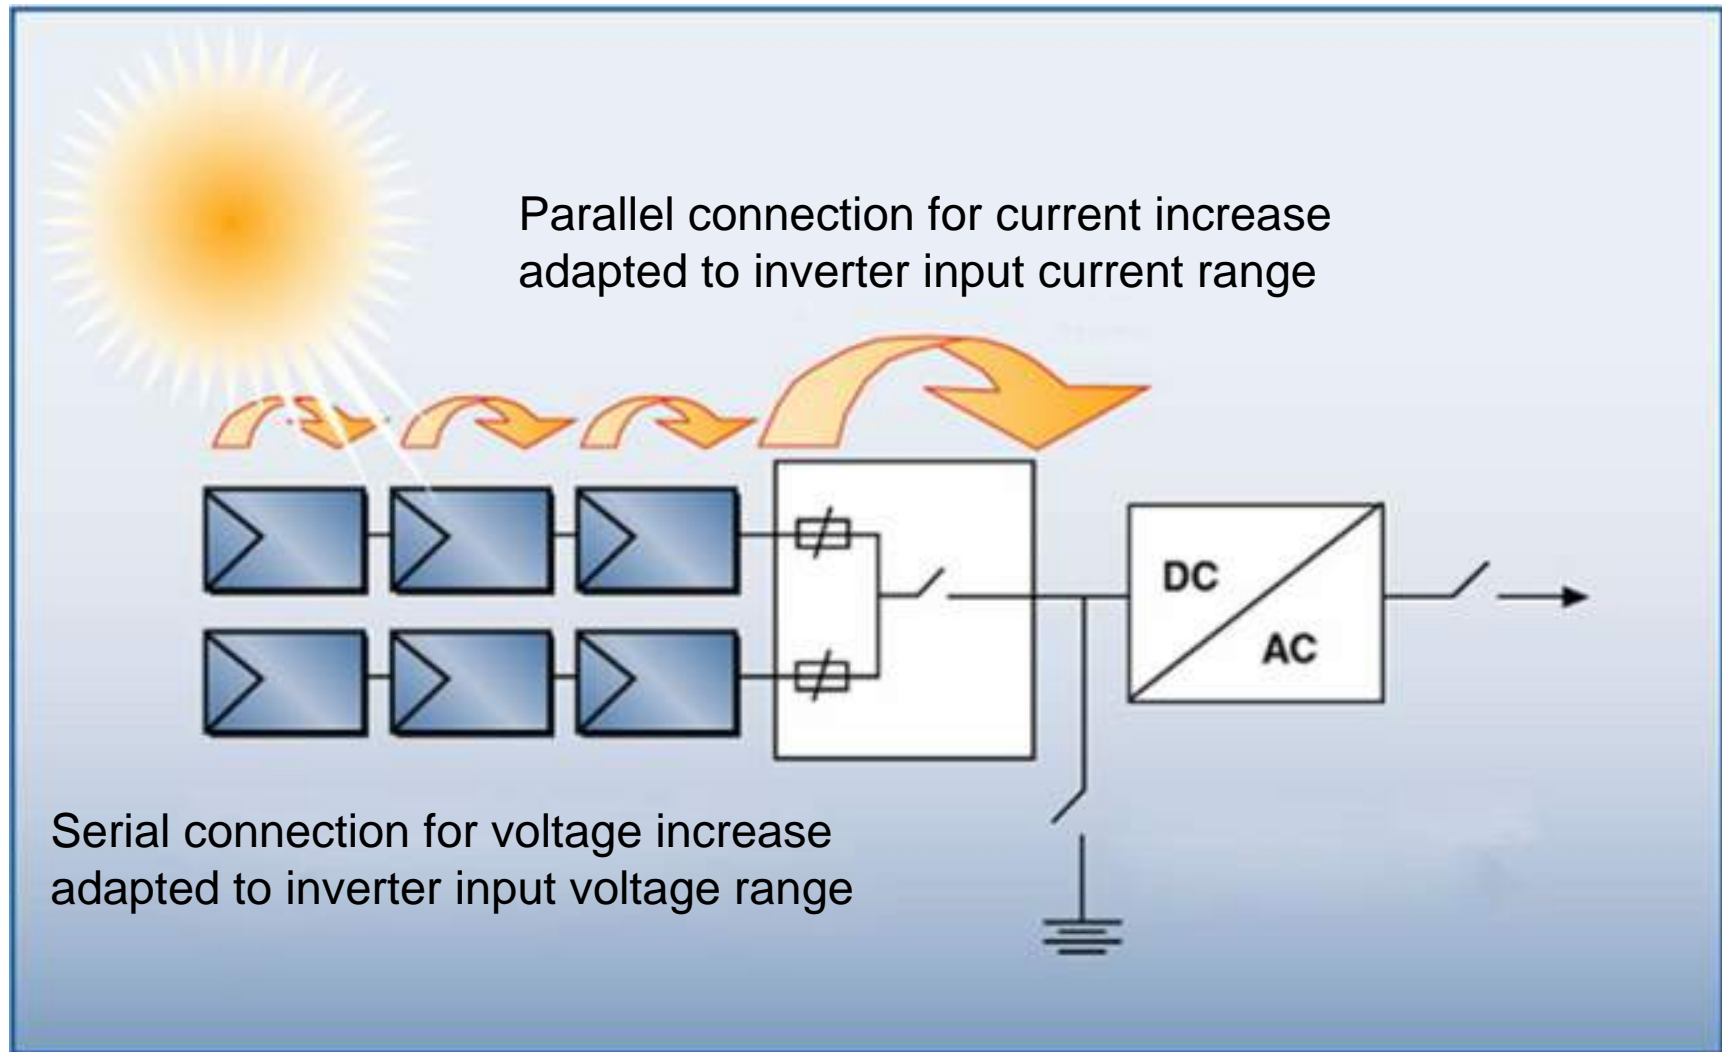 Parallel connection for current increase
adapted to inverter input current range
DC
AC
Serial connection for voltage increase
adapted to inverter input voltage range